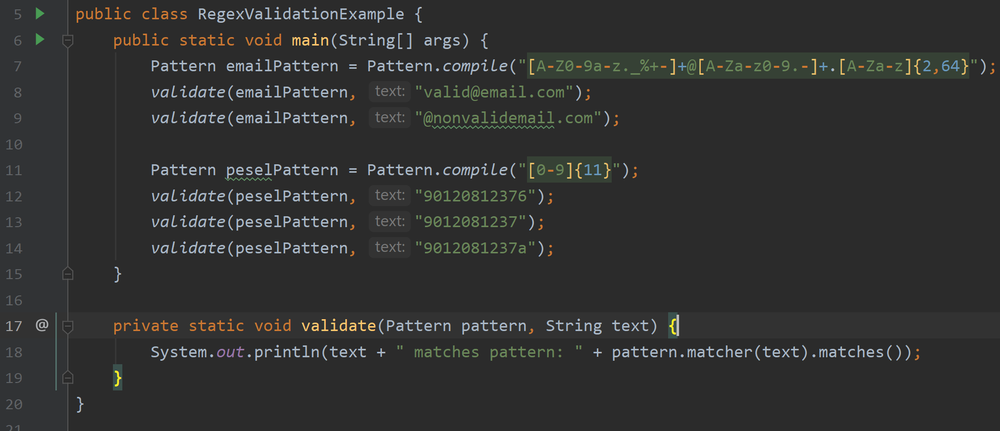 5 public class RegexValidationExample {
6 public static void main(String[] args) {
7 Pattern emailPattern = Pattern.compile("[A-Z0-9a-z._%+-]+@[A-Za-z0-9.-]+.[A-Za-z]{2,64}");
8 validate(emailPattern, text: "valid@email.com");
9 validate(emailPattern, text: "@nonvalidemail.com");
10
11 Pattern peselPattern = Pattern.compile("[0-9]{11}");
12 validate(peselPattern, text: "90120812376");
13 validate(peselPattern, text: "9012081237");
14 validate(peselPattern, text: "9012081237a");
15 }
16
17 @ private static void validate(Pattern pattern, String text) {
18 System.out.println(text + " matches pattern: " + pattern.matcher(text).matches());
19 }
20 }
21